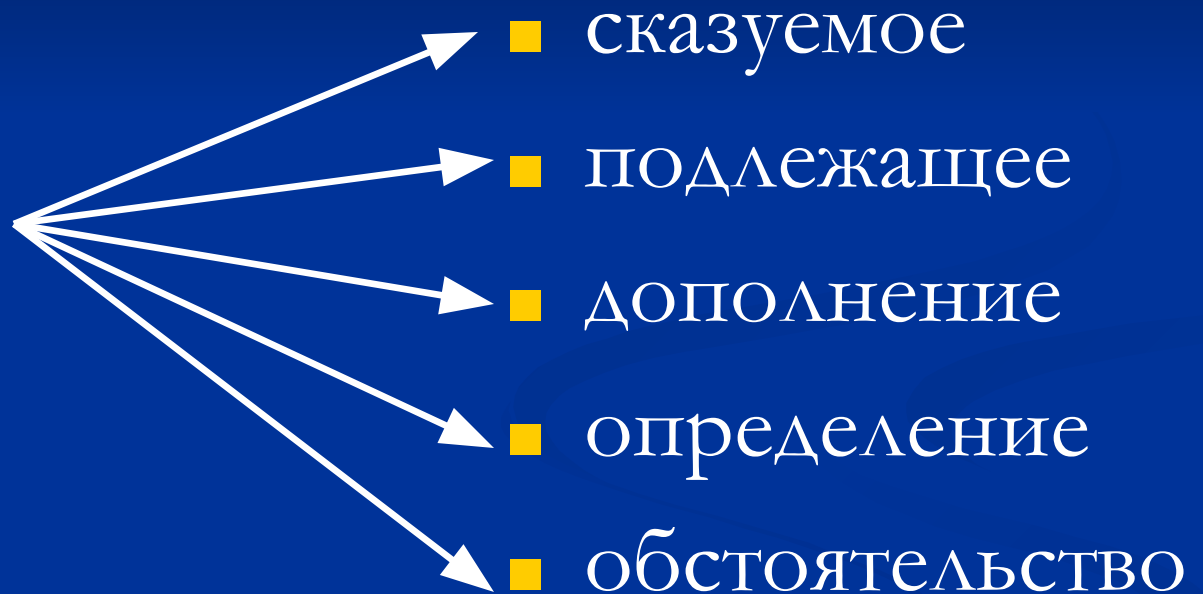 сказуемое
подлежащее
дополнение
определение
обстоятельство